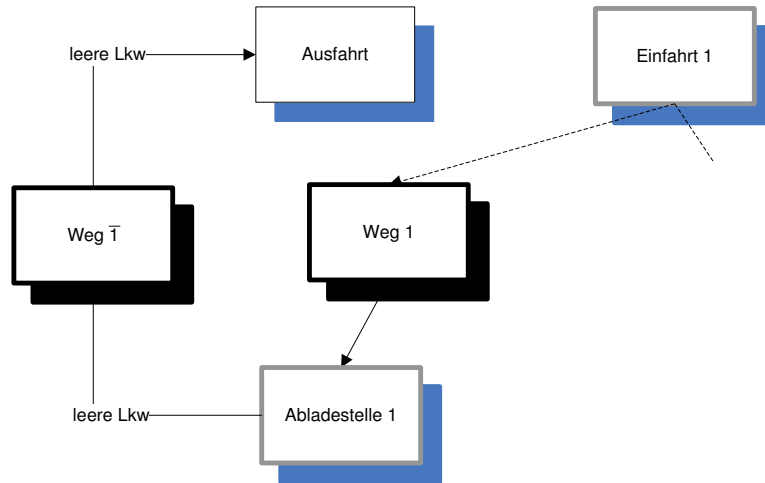 leere Lkw
Ausfahrt
Einfahrt 1
Weg 1̅
Weg 1
leere Lkw
Abladestelle 1